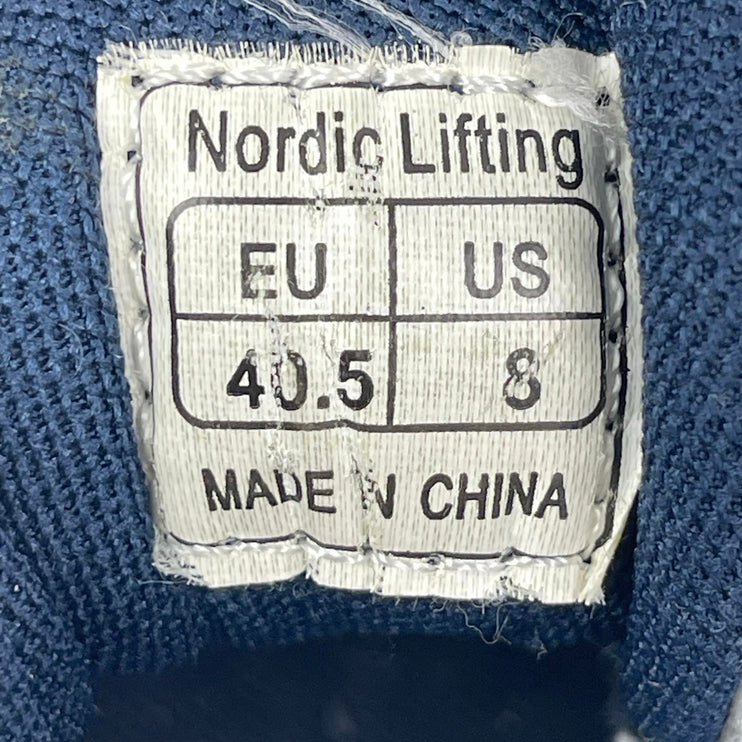 Nordic Lifting
EU US
40.5 8
MADE IN CHINA